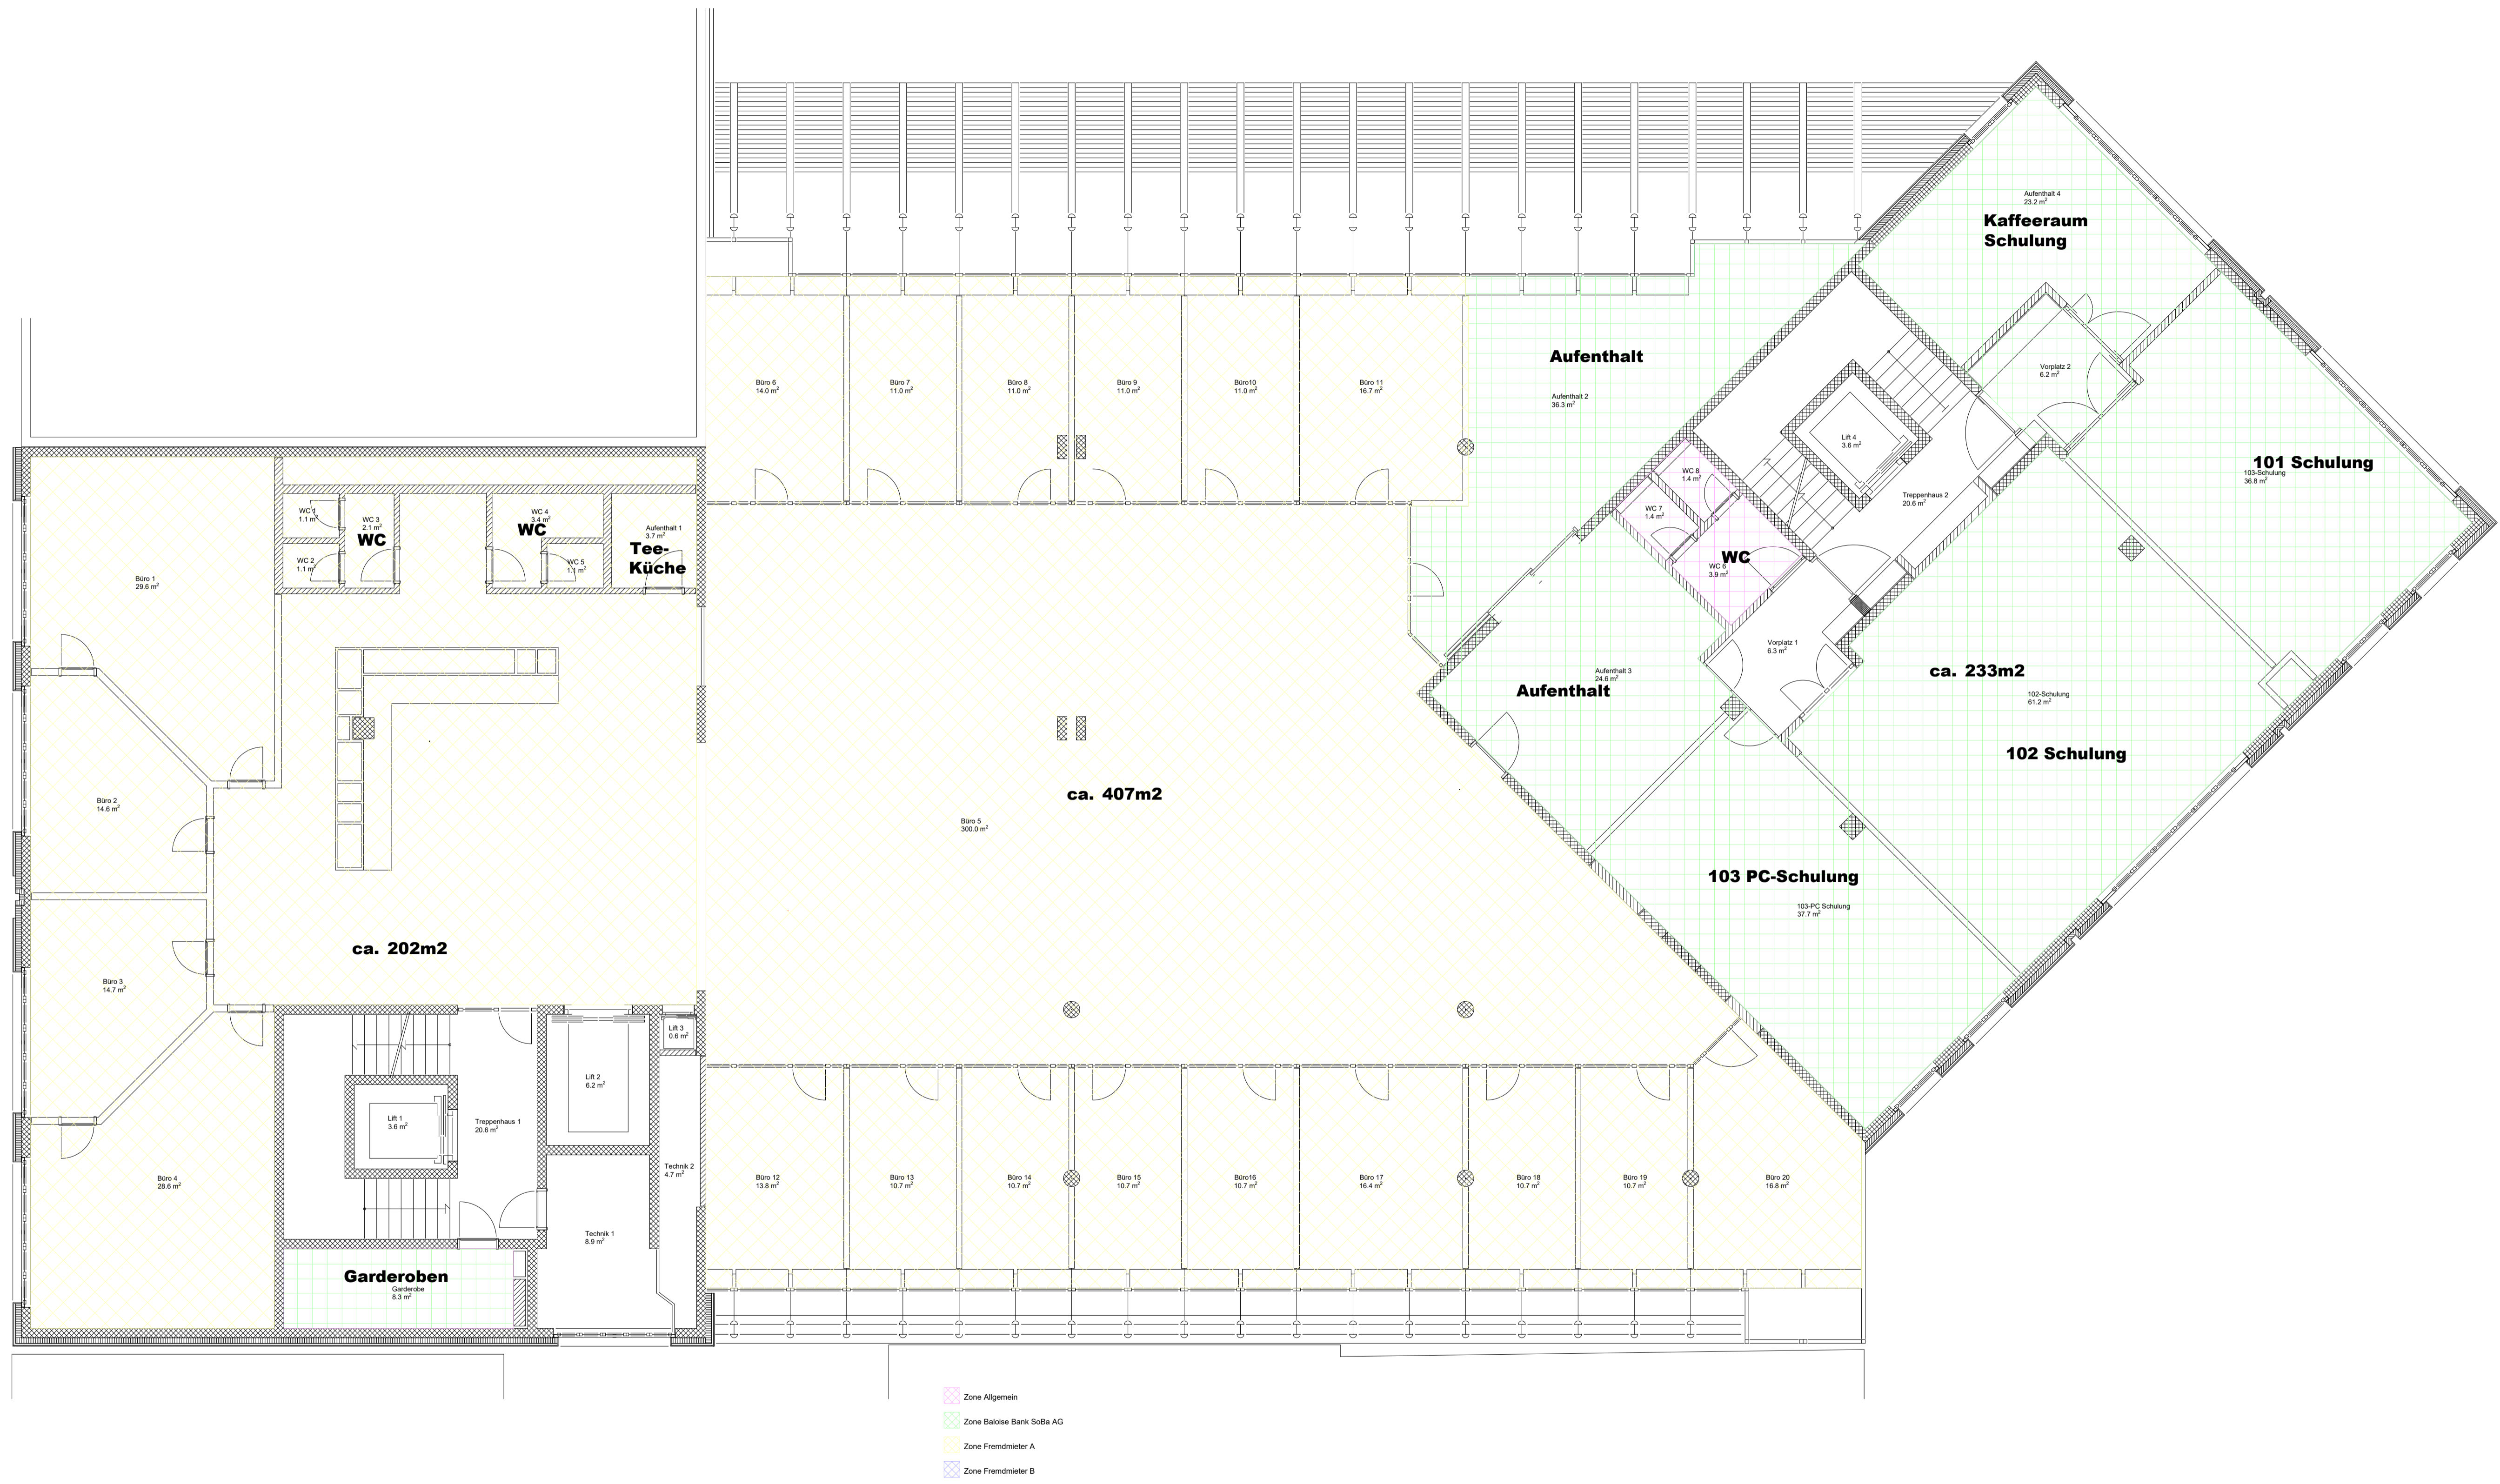 Aufenthalt 4
23.2 m²
Kaffeeraum
Schulung
Aufenthalt
Büro 6
14.0 m²
Büro 7
11.0 m²
Büro 8
11.0 m²
Büro 9
11.0 m²
Büro10
11.0 m²
Büro 11
16.7 m²
Aufenthalt 2
36.3 m²
Vorplatz 2
6.2 m²
Lift 4
3.6 m²
101 Schulung
103-Schulung
36.8 m²
WC 8
1.4 m²
Treppenhaus 2
20.6 m²
WC 7
1.4 m²
WC
WC 6
3.9 m²
WC 1
1.1 m²
WC 3
2.1 m²
WC
WC 2
1.1 m²
WC 4
3.4 m²
WC
WC 5
1.1 m²
Aufenthalt 1
3.7 m²
Tee-
Küche
Büro 1
29.6 m²
Vorplatz 1
6.3 m²
Aufenthalt 3
24.6 m²
Aufenthalt
ca. 233m2
102-Schulung
61.2 m²
102 Schulung
Büro 2
14.6 m²
ca. 407m2
Büro 5
300.0 m²
103 PC-Schulung
103-PC Schulung
37.7 m²
ca. 202m2
Büro 3
14.7 m²
Lift 3
0.6 m²
Lift 2
6.2 m²
Lift 1
3.6 m²
Treppenhaus 1
20.6 m²
Technik 2
4.7 m²
Büro 4
28.6 m²
Büro 12
13.8 m²
Büro 13
10.7 m²
Büro 14
10.7 m²
Büro 15
10.7 m²
Büro16
10.7 m²
Büro 17
16.4 m²
Büro 18
10.7 m²
Büro 19
10.7 m²
Büro 20
16.8 m²
Technik 1
8.9 m²
Garderoben
Garderobe
8.3 m²
Zone Allgemein
Zone Baloise Bank SoBa AG
Zone Fremdmieter A
Zone Fremdmieter B